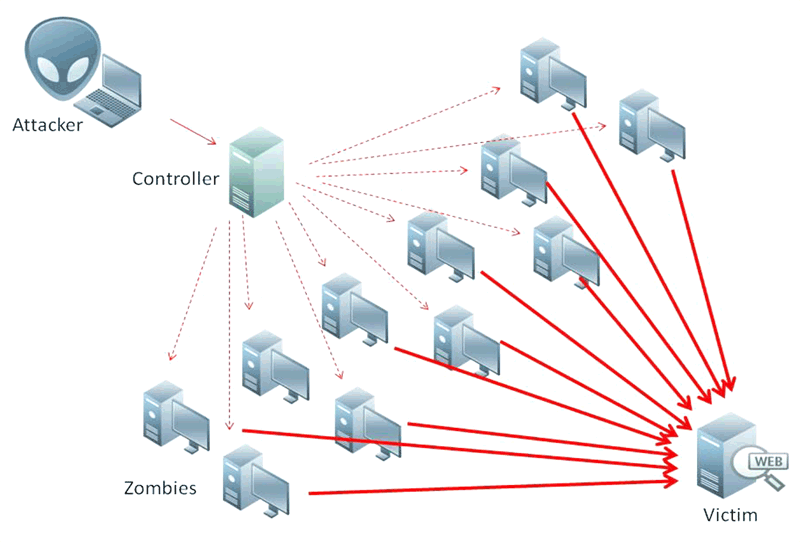 Attacker
Controller
Zombies
WEB
Victim